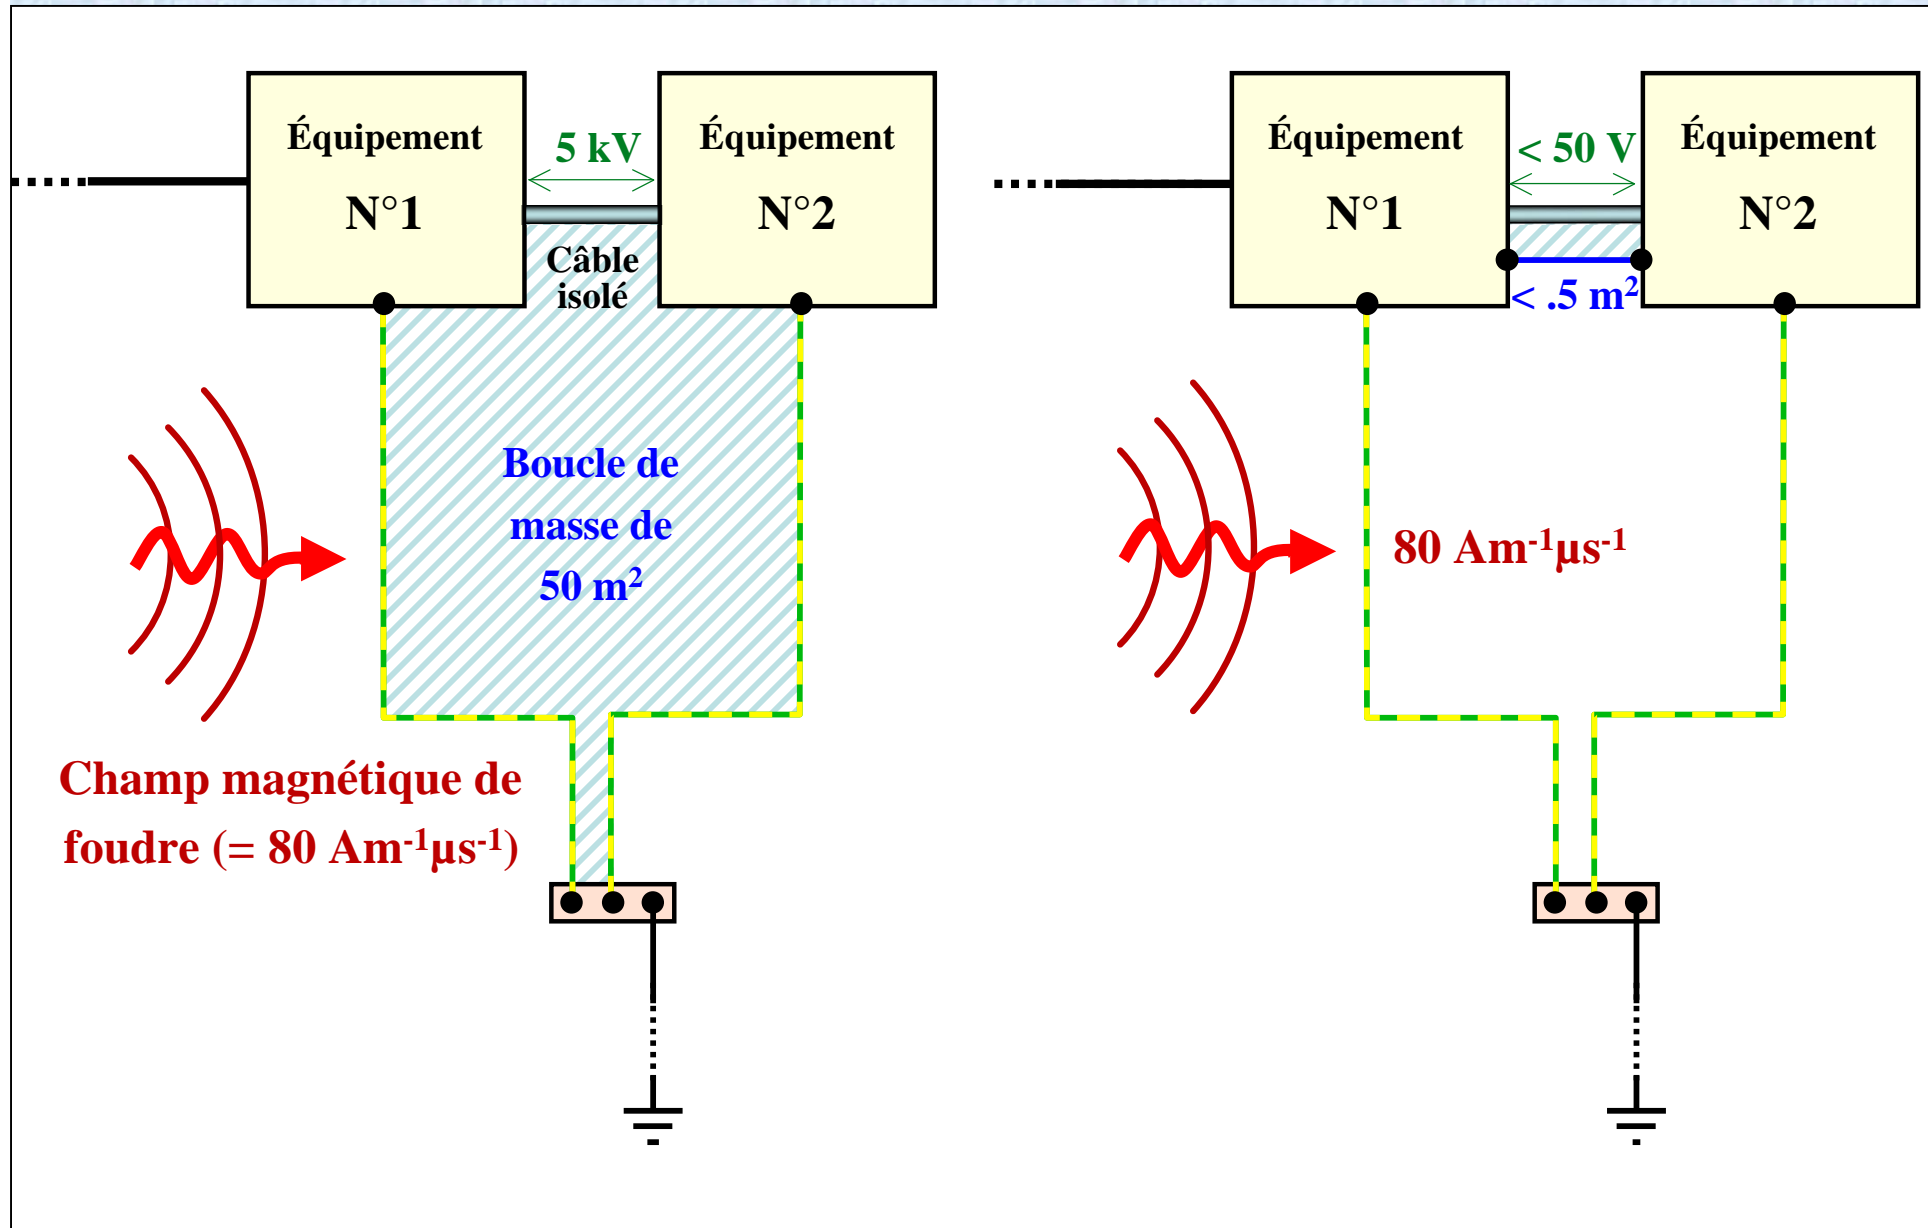 Équipement
N°1
5 kV
Équipement
N°2
Câble
isolé
Boucle de
masse de
50 m²
Champ magnétique de
foudre (= 80 Am⁻¹µs⁻¹)
Équipement
N°1
< 50 V
Équipement
N°2
< .5 m²
80 Am⁻¹µs⁻¹